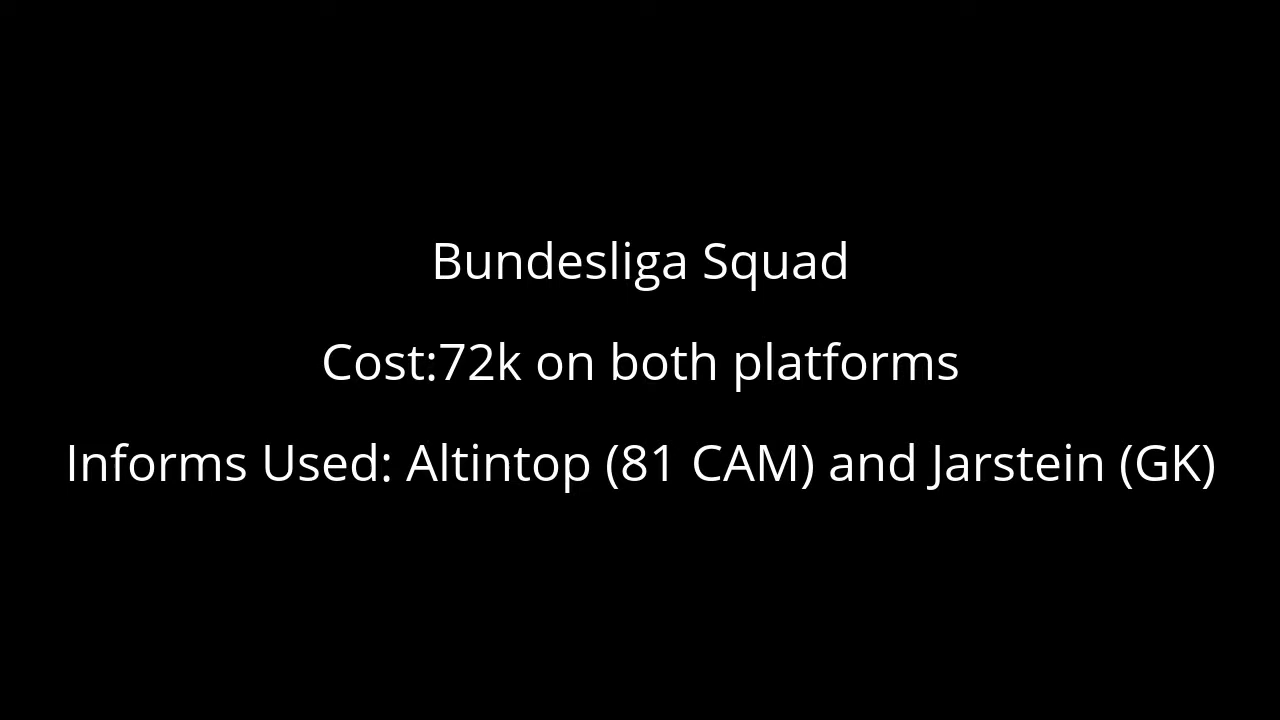 Bundesliga Squad
Cost:72k on both platforms
Informs Used: Altintop (81 CAM) and Jarstein (GK)